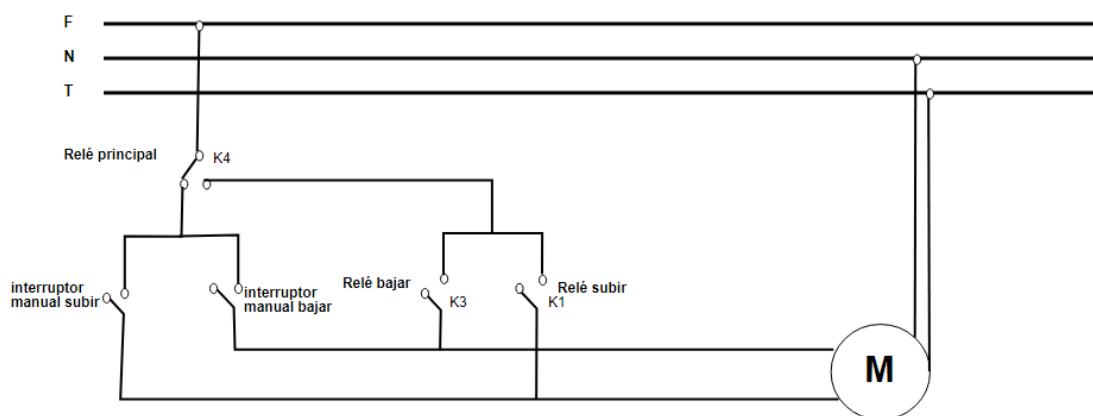 F
N
T
Relé principal
K4
interruptor
manual subir
interruptor
manual bajar
Relé bajar
K3
Relé subir
K1
M